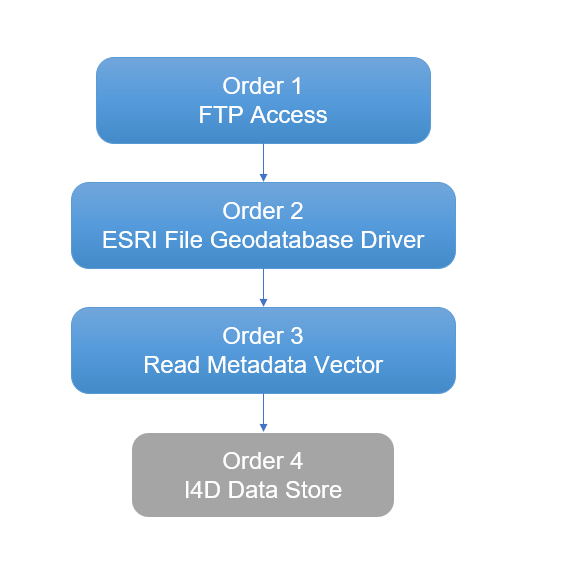 Order 1
FTP Access
Order 2
ESRI File Geodatabase Driver
Order 3
Read Metadata Vector
Order 4
I4D Data Store